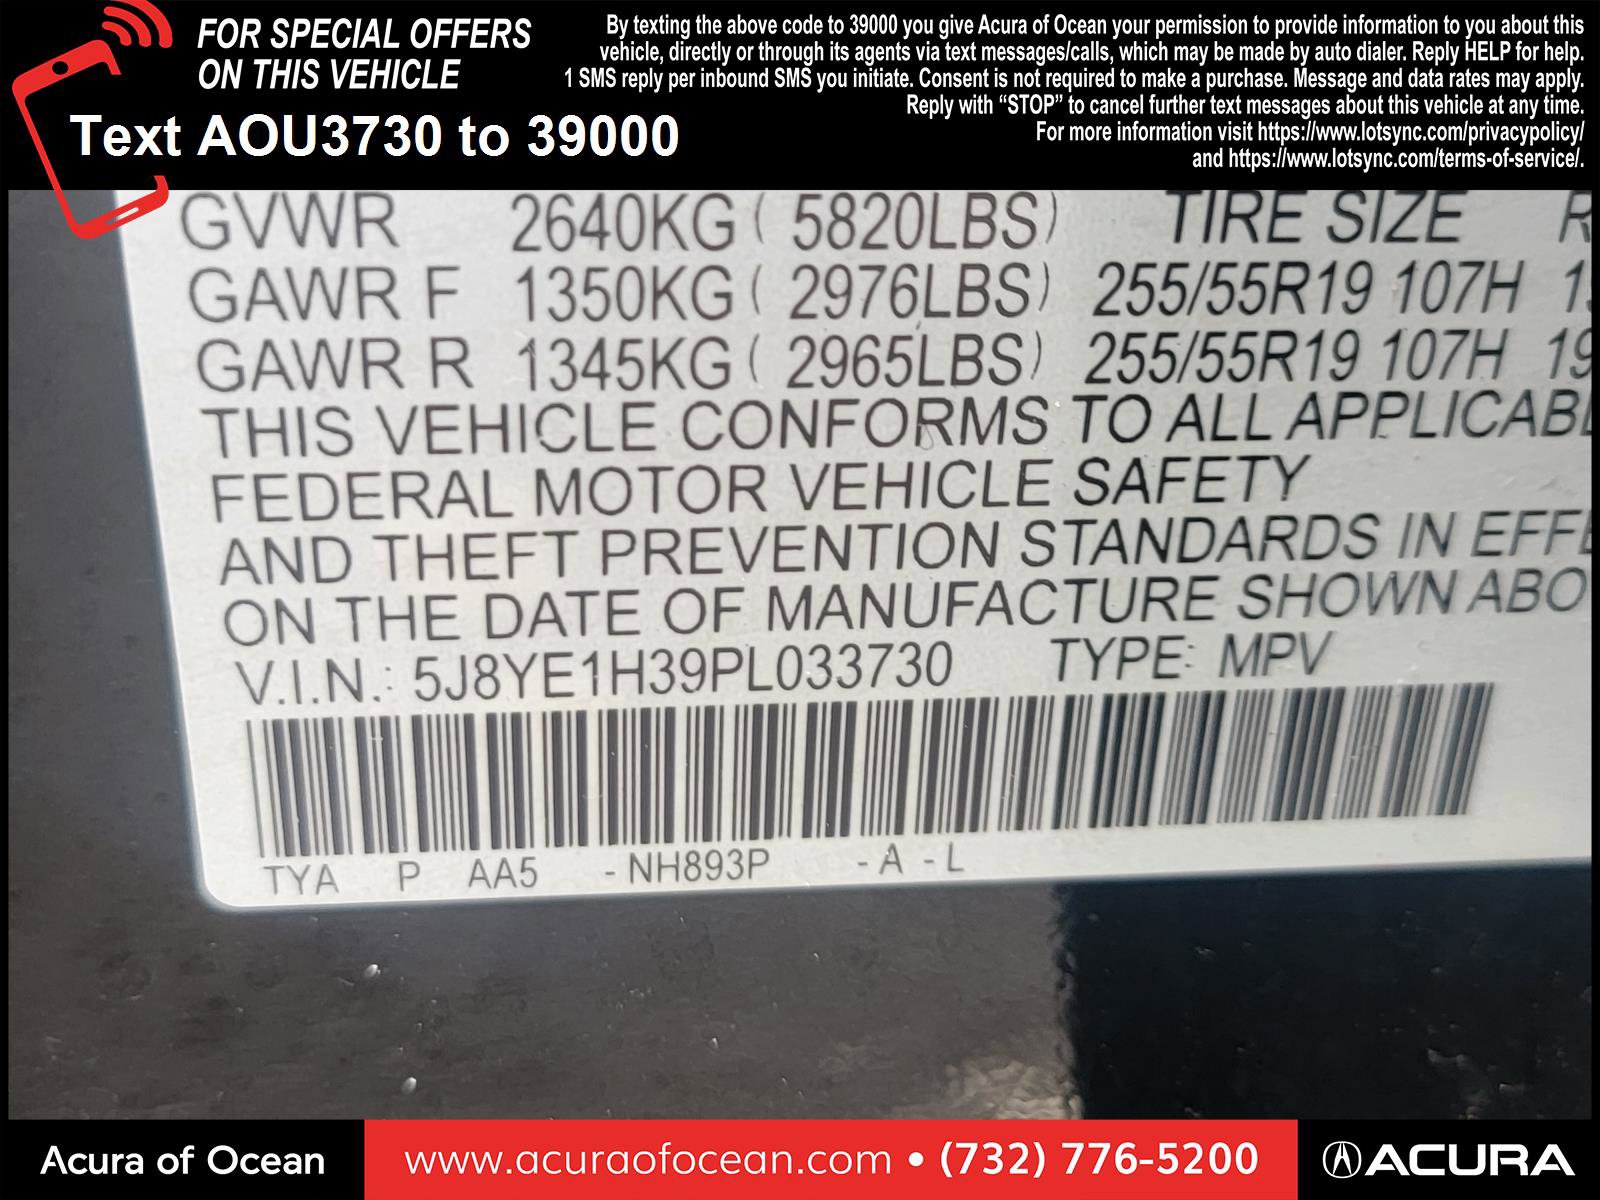 FOR SPECIAL OFFERS
ON THIS VEHICLE
Text AOU3730 to 39000
By texting the above code to 39000 you give Acura of Ocean your permission to provide information to you about this
vehicle, directly or through its agents via text messages/calls, which may be made by auto dialer. Reply HELP for help.
1 SMS reply per inbound SMS you initiate. Consent is not required to make a purchase. Message and data rates may apply.
Reply with “STOP” to cancel further text messages about this vehicle at any time.
For more information visit https://www.lotsync.com/privacypolicy/
and https://www.lotsync.com/terms-of-service/.
GVWR 2640KG ( 5820LBS) TIRE SIZE R
GAWR F 1350KG ( 2976LBS) 255/55R19 107H
GAWR R 1345KG ( 2965LBS) 255/55R19 107H 19
THIS VEHICLE CONFORMS TO ALL APPLICABL
FEDERAL MOTOR VEHICLE SAFETY
AND THEFT PREVENTION STANDARDS IN EFFE
ON THE DATE OF MANUFACTURE SHOWN ABO
V.I.N.: 5J8YE1H39PL033730 TYPE: MPV
TYA P AA5 -NH893P -A -L
Acura of Ocean www.acuraofocean.com • (732) 776-5200 ACURA